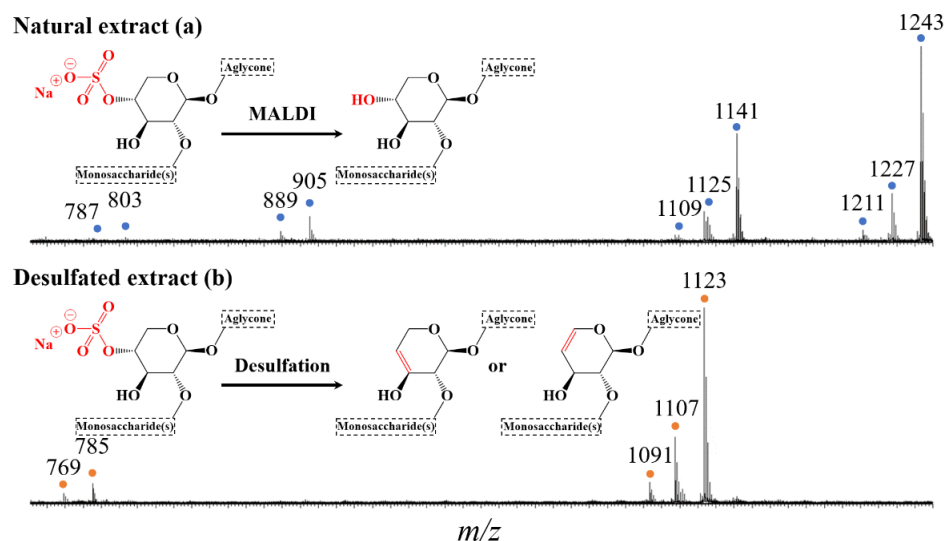 Natural extract (a)
O
O
S
O
Na
+
−
O
O
Aglycone
O
HO
O
Monosaccharide(s)
MALDI
HO
O
Aglycone
O
HO
O
Monosaccharide(s)
787
803
889
905
1109
1125
1141
1211
1227
1243
Desulfated extract (b)
O
O
S
O
Na
+
−
O
O
Aglycone
O
HO
O
Monosaccharide(s)
Desulfation
O
Aglycone
O
HO
O
Monosaccharide(s)
or
O
Aglycone
O
HO
O
Monosaccharide(s)
769
785
1091
1107
1123
m/z